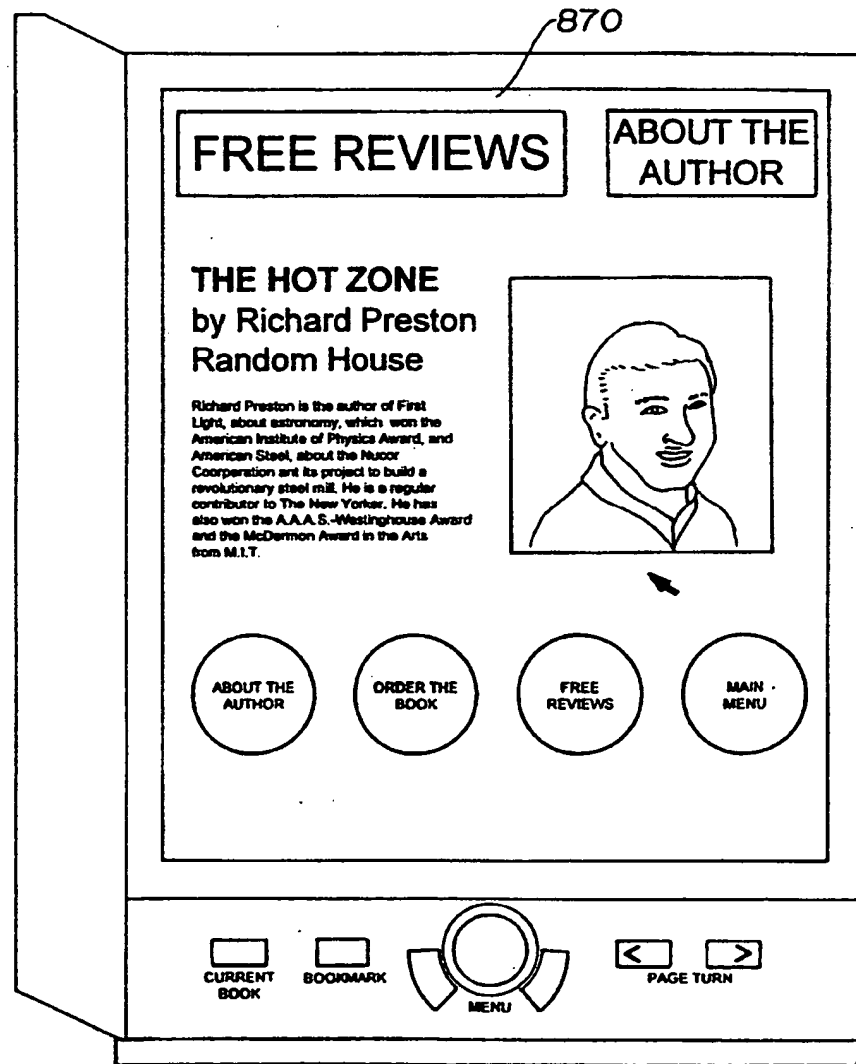 870
FREE REVIEWS
ABOUT THE
AUTHOR
THE HOT ZONE
by Richard Preston
Random House
Richard Preston is the author of First
Light, about astronomy, which won the
American Institute of Physics Award, and
American Steel, about the Nucor
Coorperation ant its project to build a
revolutionary steel mill. He is a regular
contributor to The New Yorker. He has
also won the A.A.A.S.-Westinghouse Award
and the McDermon Award in the Arts
from M.I.T.
ABOUT THE
AUTHOR
ORDER THE
BOOK
FREE
REVIEWS
MAIN
MENU
CURRENT
BOOK
BOOKMARK
MENU
< >
PAGE TURN